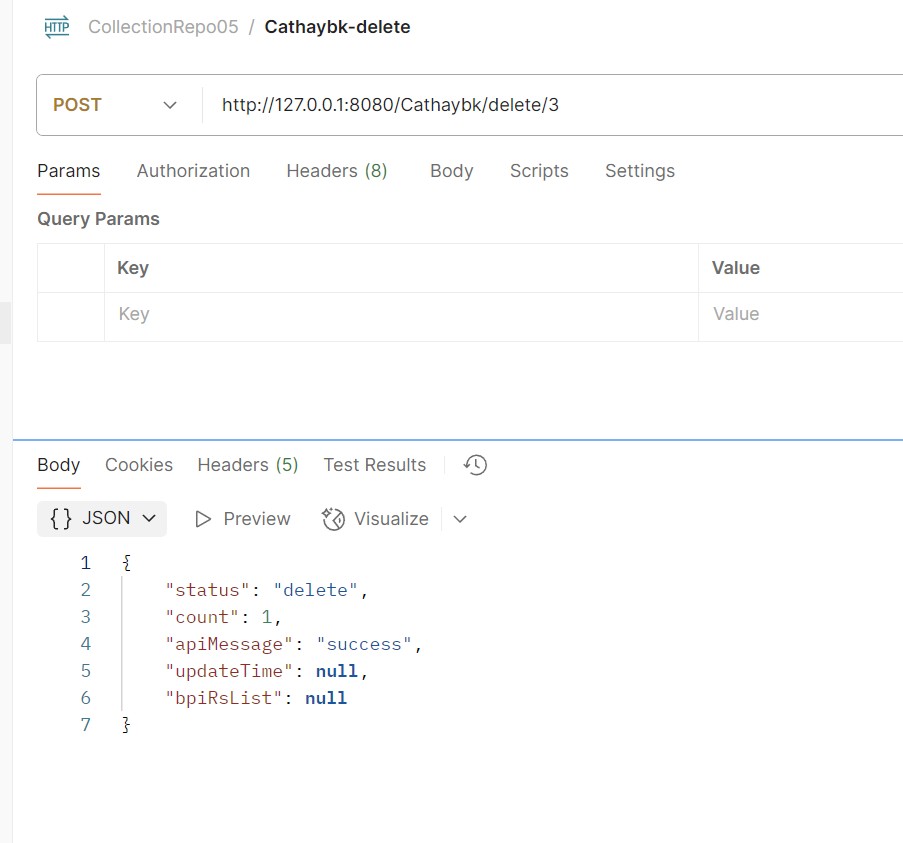 HTTP CollectionRepo05 / Cathaybk-delete
POST http://127.0.0.1:8080/Cathaybk/delete/3
Params Authorization Headers (8) Body Scripts Settings
Query Params
Key Value
Key Value
Body Cookies Headers (5) Test Results
{} JSON Preview Visualize
1 {
2 "status": "delete",
3 "count": 1,
4 "apiMessage": "success",
5 "updateTime": null,
6 "bpiRsList": null
7 }